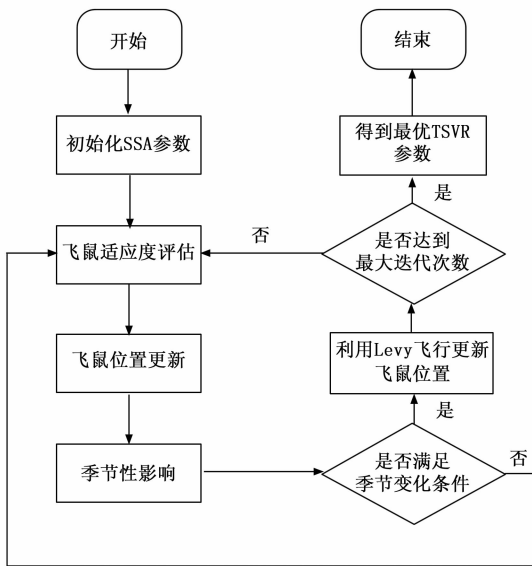 开始
初始化SSA参数
飞鼠适应度评估
飞鼠位置更新
季节性影响
是否满足
季节变化条件
否
是
利用Levy飞行更新
飞鼠位置
是否达到
最大迭代次数
否
是
得到最优TSVR
参数
结束